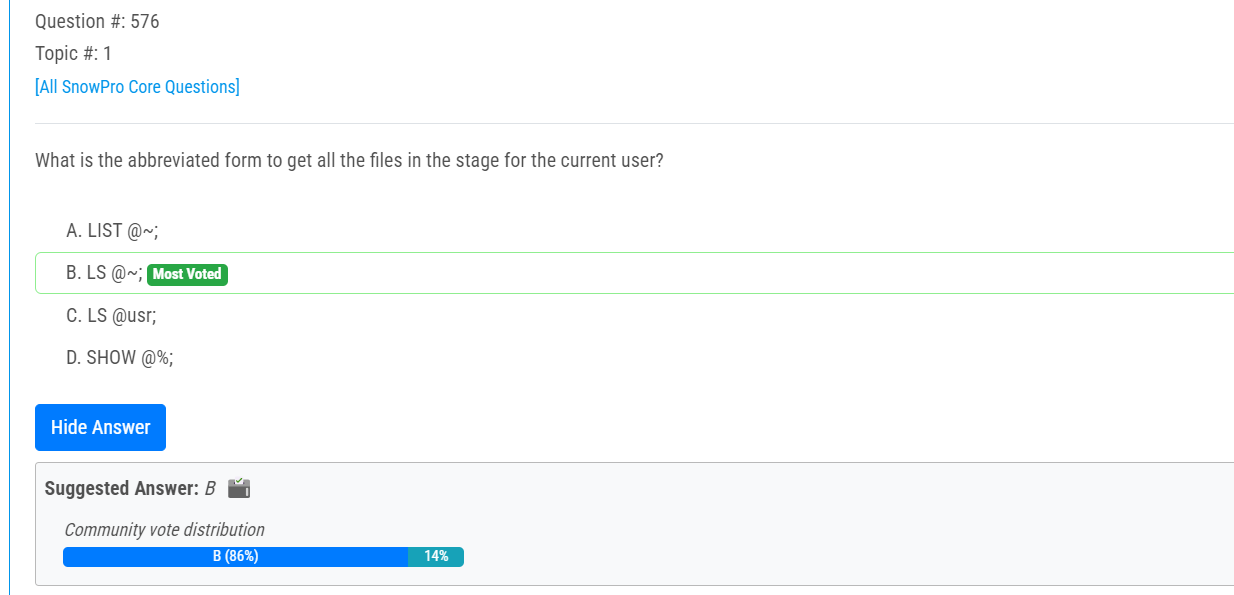 Question #: 576
Topic #: 1
[All SnowPro Core Questions]
What is the abbreviated form to get all the files in the stage for the current user?
A. LIST @~;
B. LS @~; Most Voted
C. LS @usr;
D. SHOW @%;
Hide Answer
Suggested Answer: B
Community vote distribution
B (86%) 14%